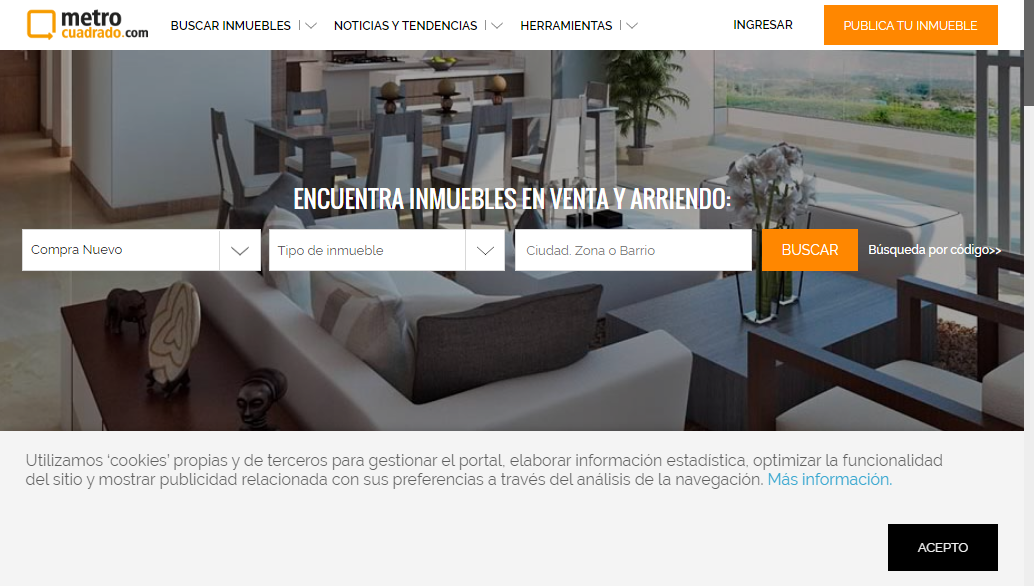 metro
cuadrado.com
BUSCAR INMUEBLES
NOTICIAS Y TENDENCIAS
HERRAMIENTAS
INGRESAR
PUBLICA TU INMUEBLE
ENCUENTRA INMUEBLES EN VENTA Y ARRIENDO:
Compra Nuevo
Tipo de inmueble
Ciudad. Zona o Barrio
BUSCAR
Búsqueda por código>>
Utilizamos ‘cookies’ propias y de terceros para gestionar el portal, elaborar información estadística, optimizar la funcionalidad
del sitio y mostrar publicidad relacionada con sus preferencias a través del análisis de la navegación. Más información.
ACEPTO